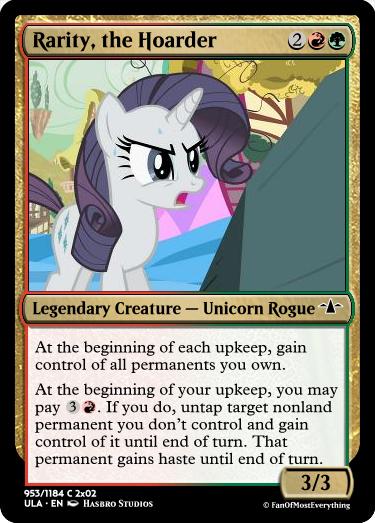 Rarity, the Hoarder 2
Legendary Creature — Unicorn Rogue
At the beginning of each upkeep, gain
control of all permanents you own.
At the beginning of your upkeep, you may
pay 3. If you do, untap target nonland
permanent you don't control and gain
control of it until end of turn. That
permanent gains haste until end of turn.
3/3
953/1184 C 2x02
ULA • EN Hasbro Studios
© FanOfMostEverything